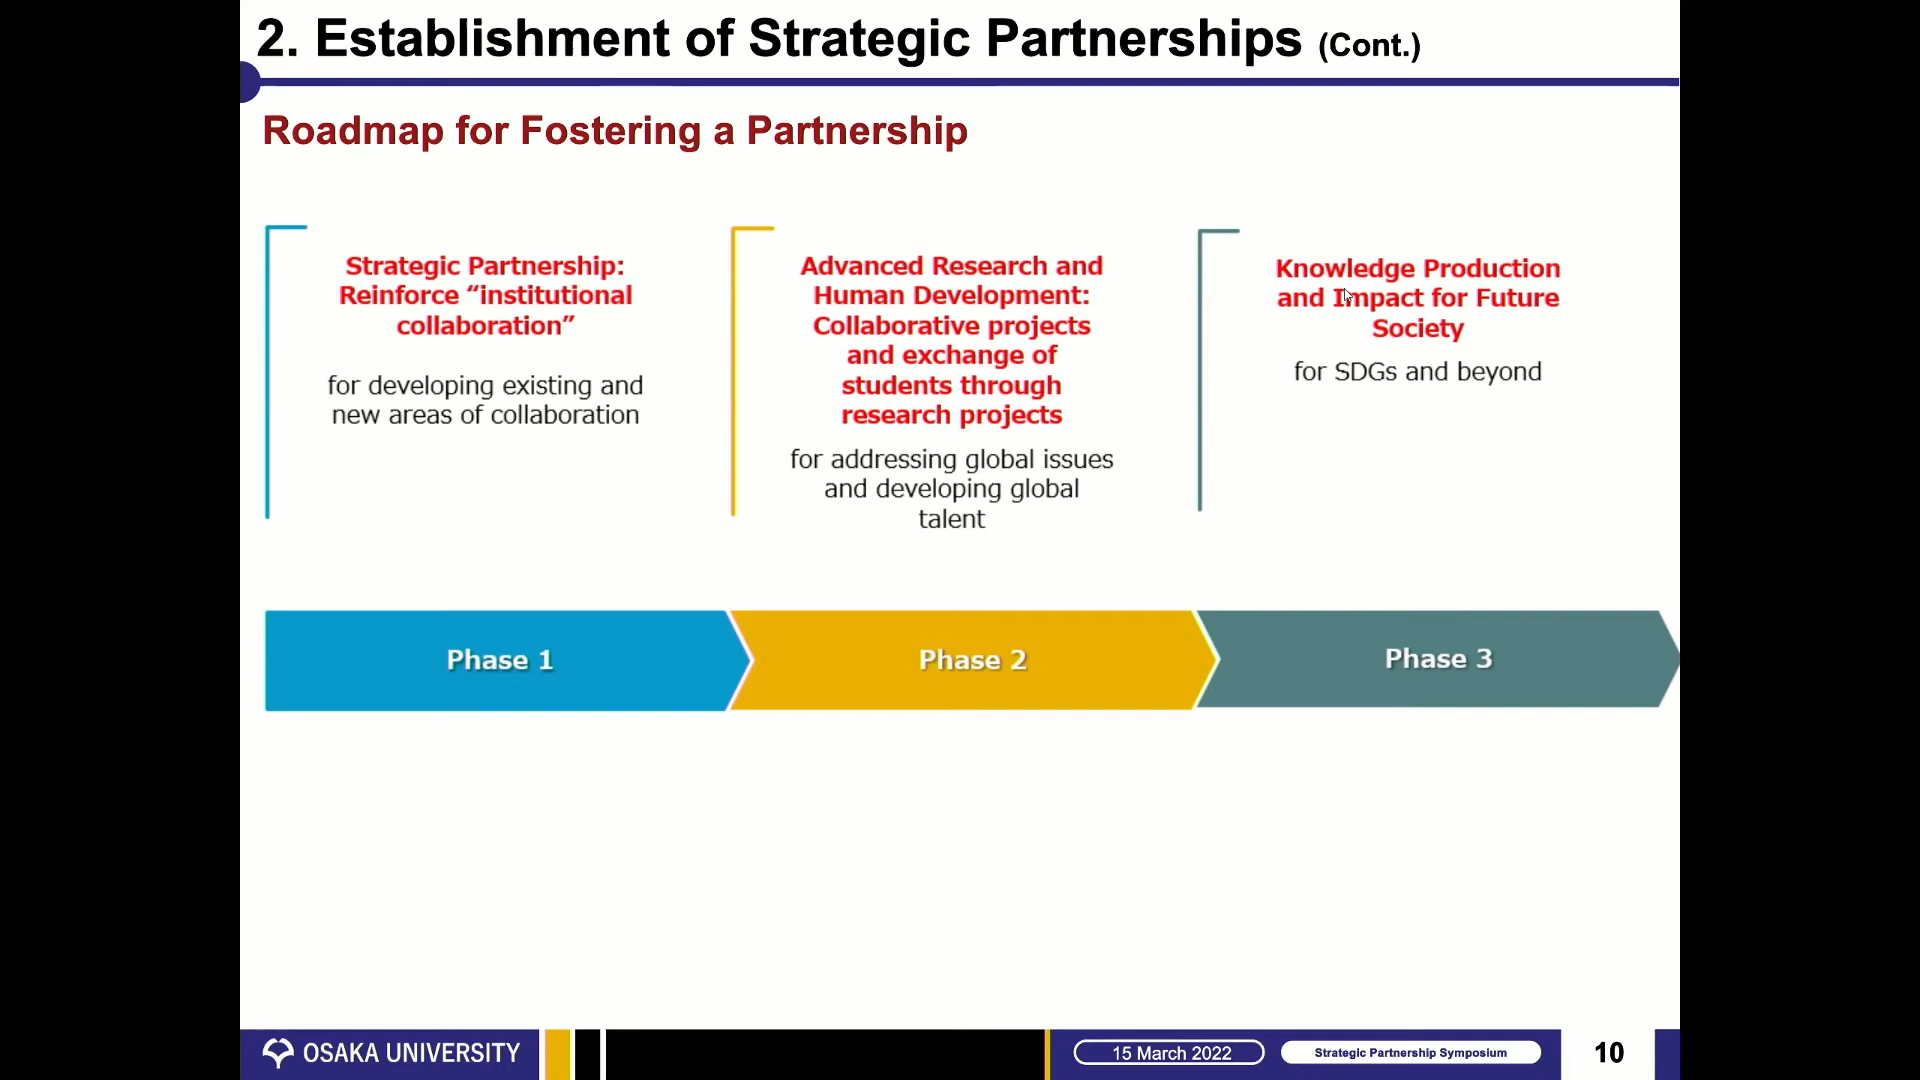 2. Establishment of Strategic Partnerships (Cont.)
Roadmap for Fostering a Partnership
Strategic Partnership:
Reinforce “institutional
collaboration”
for developing existing and
new areas of collaboration
Advanced Research and
Human Development:
Collaborative projects
and exchange of
students through
research projects
for addressing global issues
and developing global
talent
Knowledge Production
and Impact for Future
Society
for SDGs and beyond
Phase 1
Phase 2
Phase 3
OSAKA UNIVERSITY
15 March 2022
Strategic Partnership Symposium
10